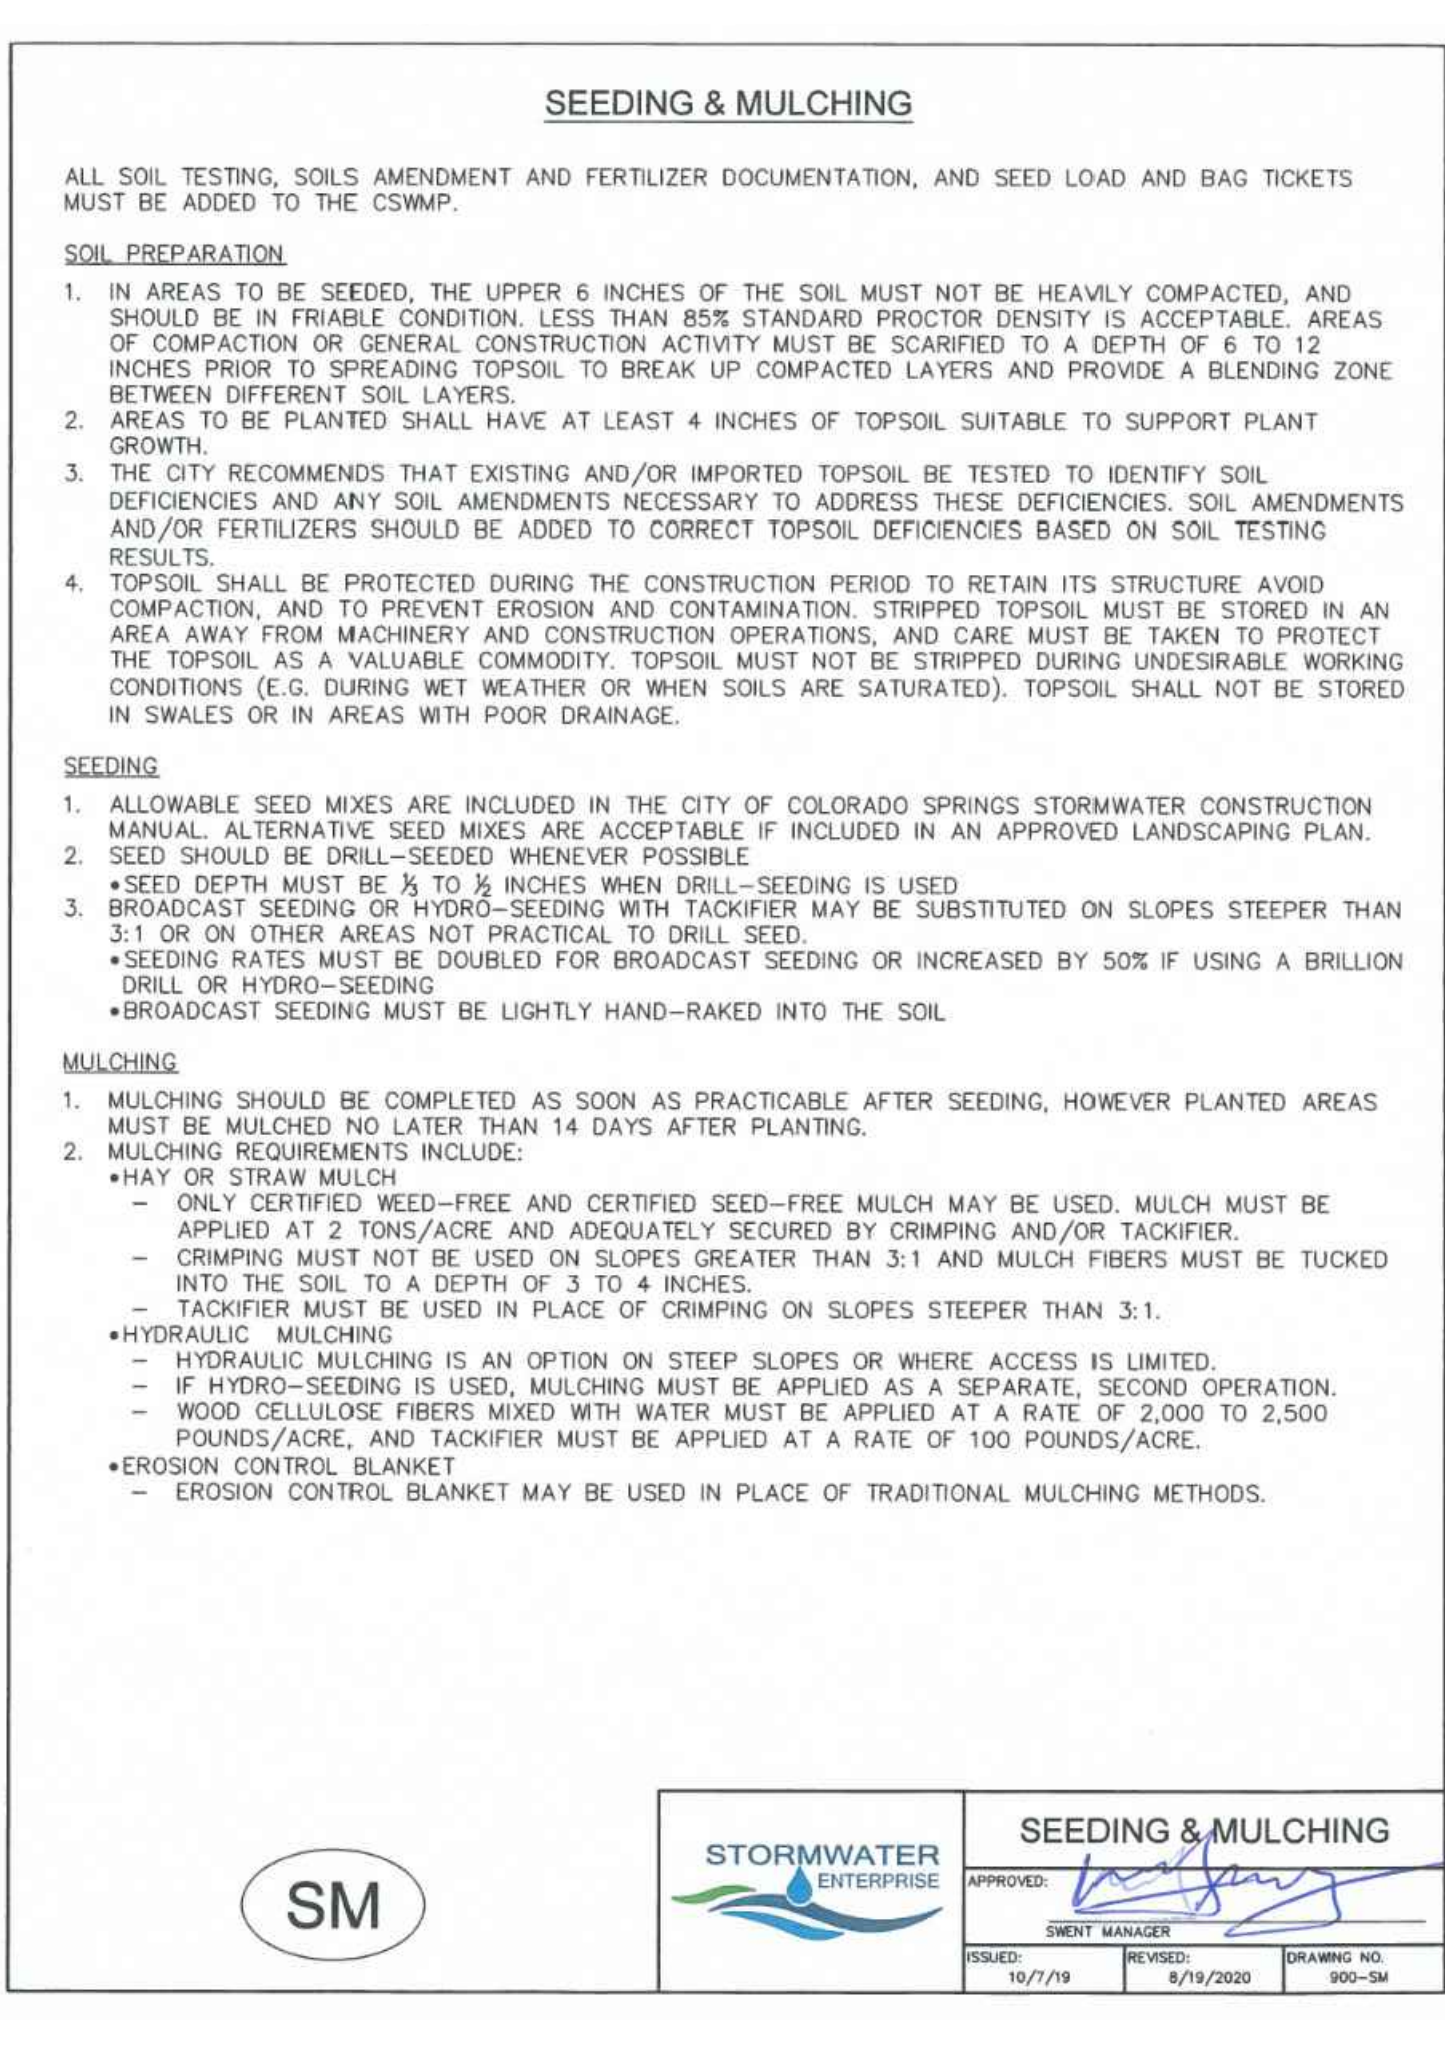 SEEDING & MULCHING
ALL SOIL TESTING, SOILS AMENDMENT AND FERTILIZER DOCUMENTATION, AND SEED LOAD AND BAG TICKETS
MUST BE ADDED TO THE CSWMP.
SOIL PREPARATION
1. IN AREAS TO BE SEEDED, THE UPPER 6 INCHES OF THE SOIL MUST NOT BE HEAVILY COMPACTED, AND
SHOULD BE IN FRIABLE CONDITION. LESS THAN 85% STANDARD PROCTOR DENSITY IS ACCEPTABLE. AREAS
OF COMPACTION OR GENERAL CONSTRUCTION ACTIVITY MUST BE SCARIFIED TO A DEPTH OF 6 TO 12
INCHES PRIOR TO SPREADING TOPSOIL TO BREAK UP COMPACTED LAYERS AND PROVIDE A BLENDING ZONE
BETWEEN DIFFERENT SOIL LAYERS.
2. AREAS TO BE PLANTED SHALL HAVE AT LEAST 4 INCHES OF TOPSOIL SUITABLE TO SUPPORT PLANT
GROWTH.
3. THE CITY RECOMMENDS THAT EXISTING AND/OR IMPORTED TOPSOIL BE TESTED TO IDENTIFY SOIL
DEFICIENCIES AND ANY SOIL AMENDMENTS NECESSARY TO ADDRESS THESE DEFICIENCIES. SOIL AMENDMENTS
AND/OR FERTILIZERS SHOULD BE ADDED TO CORRECT TOPSOIL DEFICIENCIES BASED ON SOIL TESTING
RESULTS.
4. TOPSOIL SHALL BE PROTECTED DURING THE CONSTRUCTION PERIOD TO RETAIN ITS STRUCTURE AVOID
COMPACTION, AND TO PREVENT EROSION AND CONTAMINATION. STRIPPED TOPSOIL MUST BE STORED IN AN
AREA AWAY FROM MACHINERY AND CONSTRUCTION OPERATIONS, AND CARE MUST BE TAKEN TO PROTECT
THE TOPSOIL AS A VALUABLE COMMODITY. TOPSOIL MUST NOT BE STRIPPED DURING UNDESIRABLE WORKING
CONDITIONS (E.G. DURING WET WEATHER OR WHEN SOILS ARE SATURATED). TOPSOIL SHALL NOT BE STORED
IN SWALES OR IN AREAS WITH POOR DRAINAGE.
SEEDING
1. ALLOWABLE SEED MIXES ARE INCLUDED IN THE CITY OF COLORADO SPRINGS STORMWATER CONSTRUCTION
MANUAL. ALTERNATIVE SEED MIXES ARE ACCEPTABLE IF INCLUDED IN AN APPROVED LANDSCAPING PLAN.
2. SEED SHOULD BE DRILL-SEEDED WHENEVER POSSIBLE
•SEED DEPTH MUST BE ⅓ TO ½ INCHES WHEN DRILL-SEEDING IS USED
3. BROADCAST SEEDING OR HYDRO-SEEDING WITH TACKIFIER MAY BE SUBSTITUTED ON SLOPES STEEPER THAN
3:1 OR ON OTHER AREAS NOT PRACTICAL TO DRILL SEED.
•SEEDING RATES MUST BE DOUBLED FOR BROADCAST SEEDING OR INCREASED BY 50% IF USING A BRILLION
DRILL OR HYDRO-SEEDING
•BROADCAST SEEDING MUST BE LIGHTLY HAND-RAKED INTO THE SOIL
MULCHING
1. MULCHING SHOULD BE COMPLETED AS SOON AS PRACTICABLE AFTER SEEDING, HOWEVER PLANTED AREAS
MUST BE MULCHED NO LATER THAN 14 DAYS AFTER PLANTING.
2. MULCHING REQUIREMENTS INCLUDE:
•HAY OR STRAW MULCH
- ONLY CERTIFIED WEED-FREE AND CERTIFIED SEED-FREE MULCH MAY BE USED. MULCH MUST BE
APPLIED AT 2 TONS/ACRE AND ADEQUATELY SECURED BY CRIMPING AND/OR TACKIFIER.
- CRIMPING MUST NOT BE USED ON SLOPES GREATER THAN 3:1 AND MULCH FIBERS MUST BE TUCKED
INTO THE SOIL TO A DEPTH OF 3 TO 4 INCHES.
- TACKIFIER MUST BE USED IN PLACE OF CRIMPING ON SLOPES STEEPER THAN 3:1.
•HYDRAULIC MULCHING
- HYDRAULIC MULCHING IS AN OPTION ON STEEP SLOPES OR WHERE ACCESS IS LIMITED.
- IF HYDRO-SEEDING IS USED, MULCHING MUST BE APPLIED AS A SEPARATE, SECOND OPERATION.
- WOOD CELLULOSE FIBERS MIXED WITH WATER MUST BE APPLIED AT A RATE OF 2,000 TO 2,500
POUNDS/ACRE, AND TACKIFIER MUST BE APPLIED AT A RATE OF 100 POUNDS/ACRE.
•EROSION CONTROL BLANKET
- EROSION CONTROL BLANKET MAY BE USED IN PLACE OF TRADITIONAL MULCHING METHODS.
SM
STORMWATER
ENTERPRISE
SEEDING & MULCHING
APPROVED:
SWENT MANAGER
ISSUED: REVISED: DRAWING NO.
10/7/19 8/19/2020 900-SM